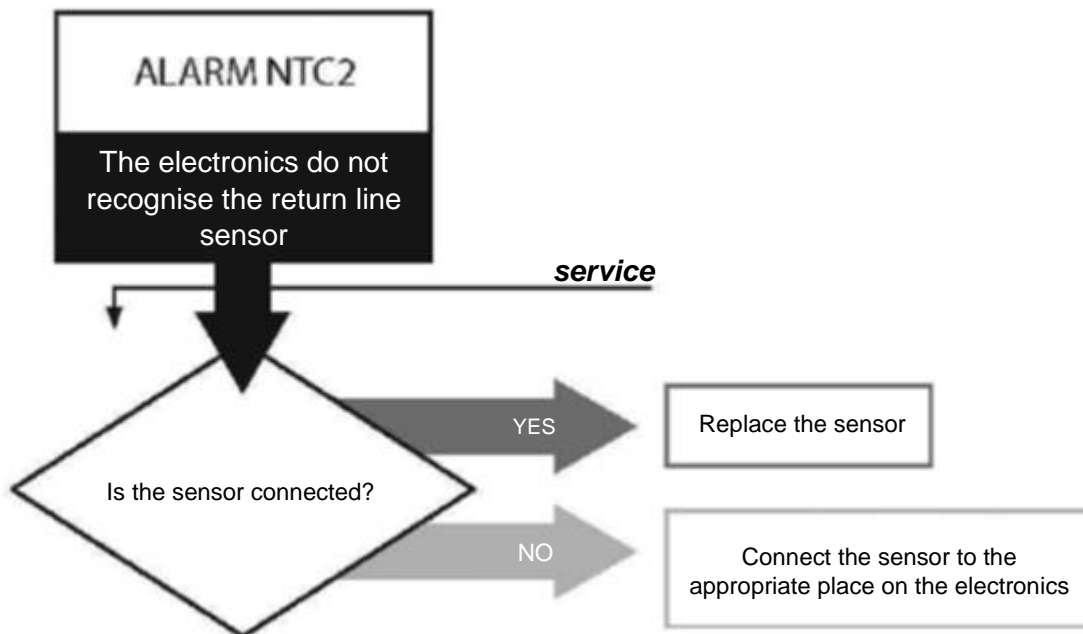 ALARM NTC2
The electronics do not
recognise the return line
sensor
service
YES
Replace the sensor
Is the sensor connected?
NO
Connect the sensor to the
appropriate place on the electronics